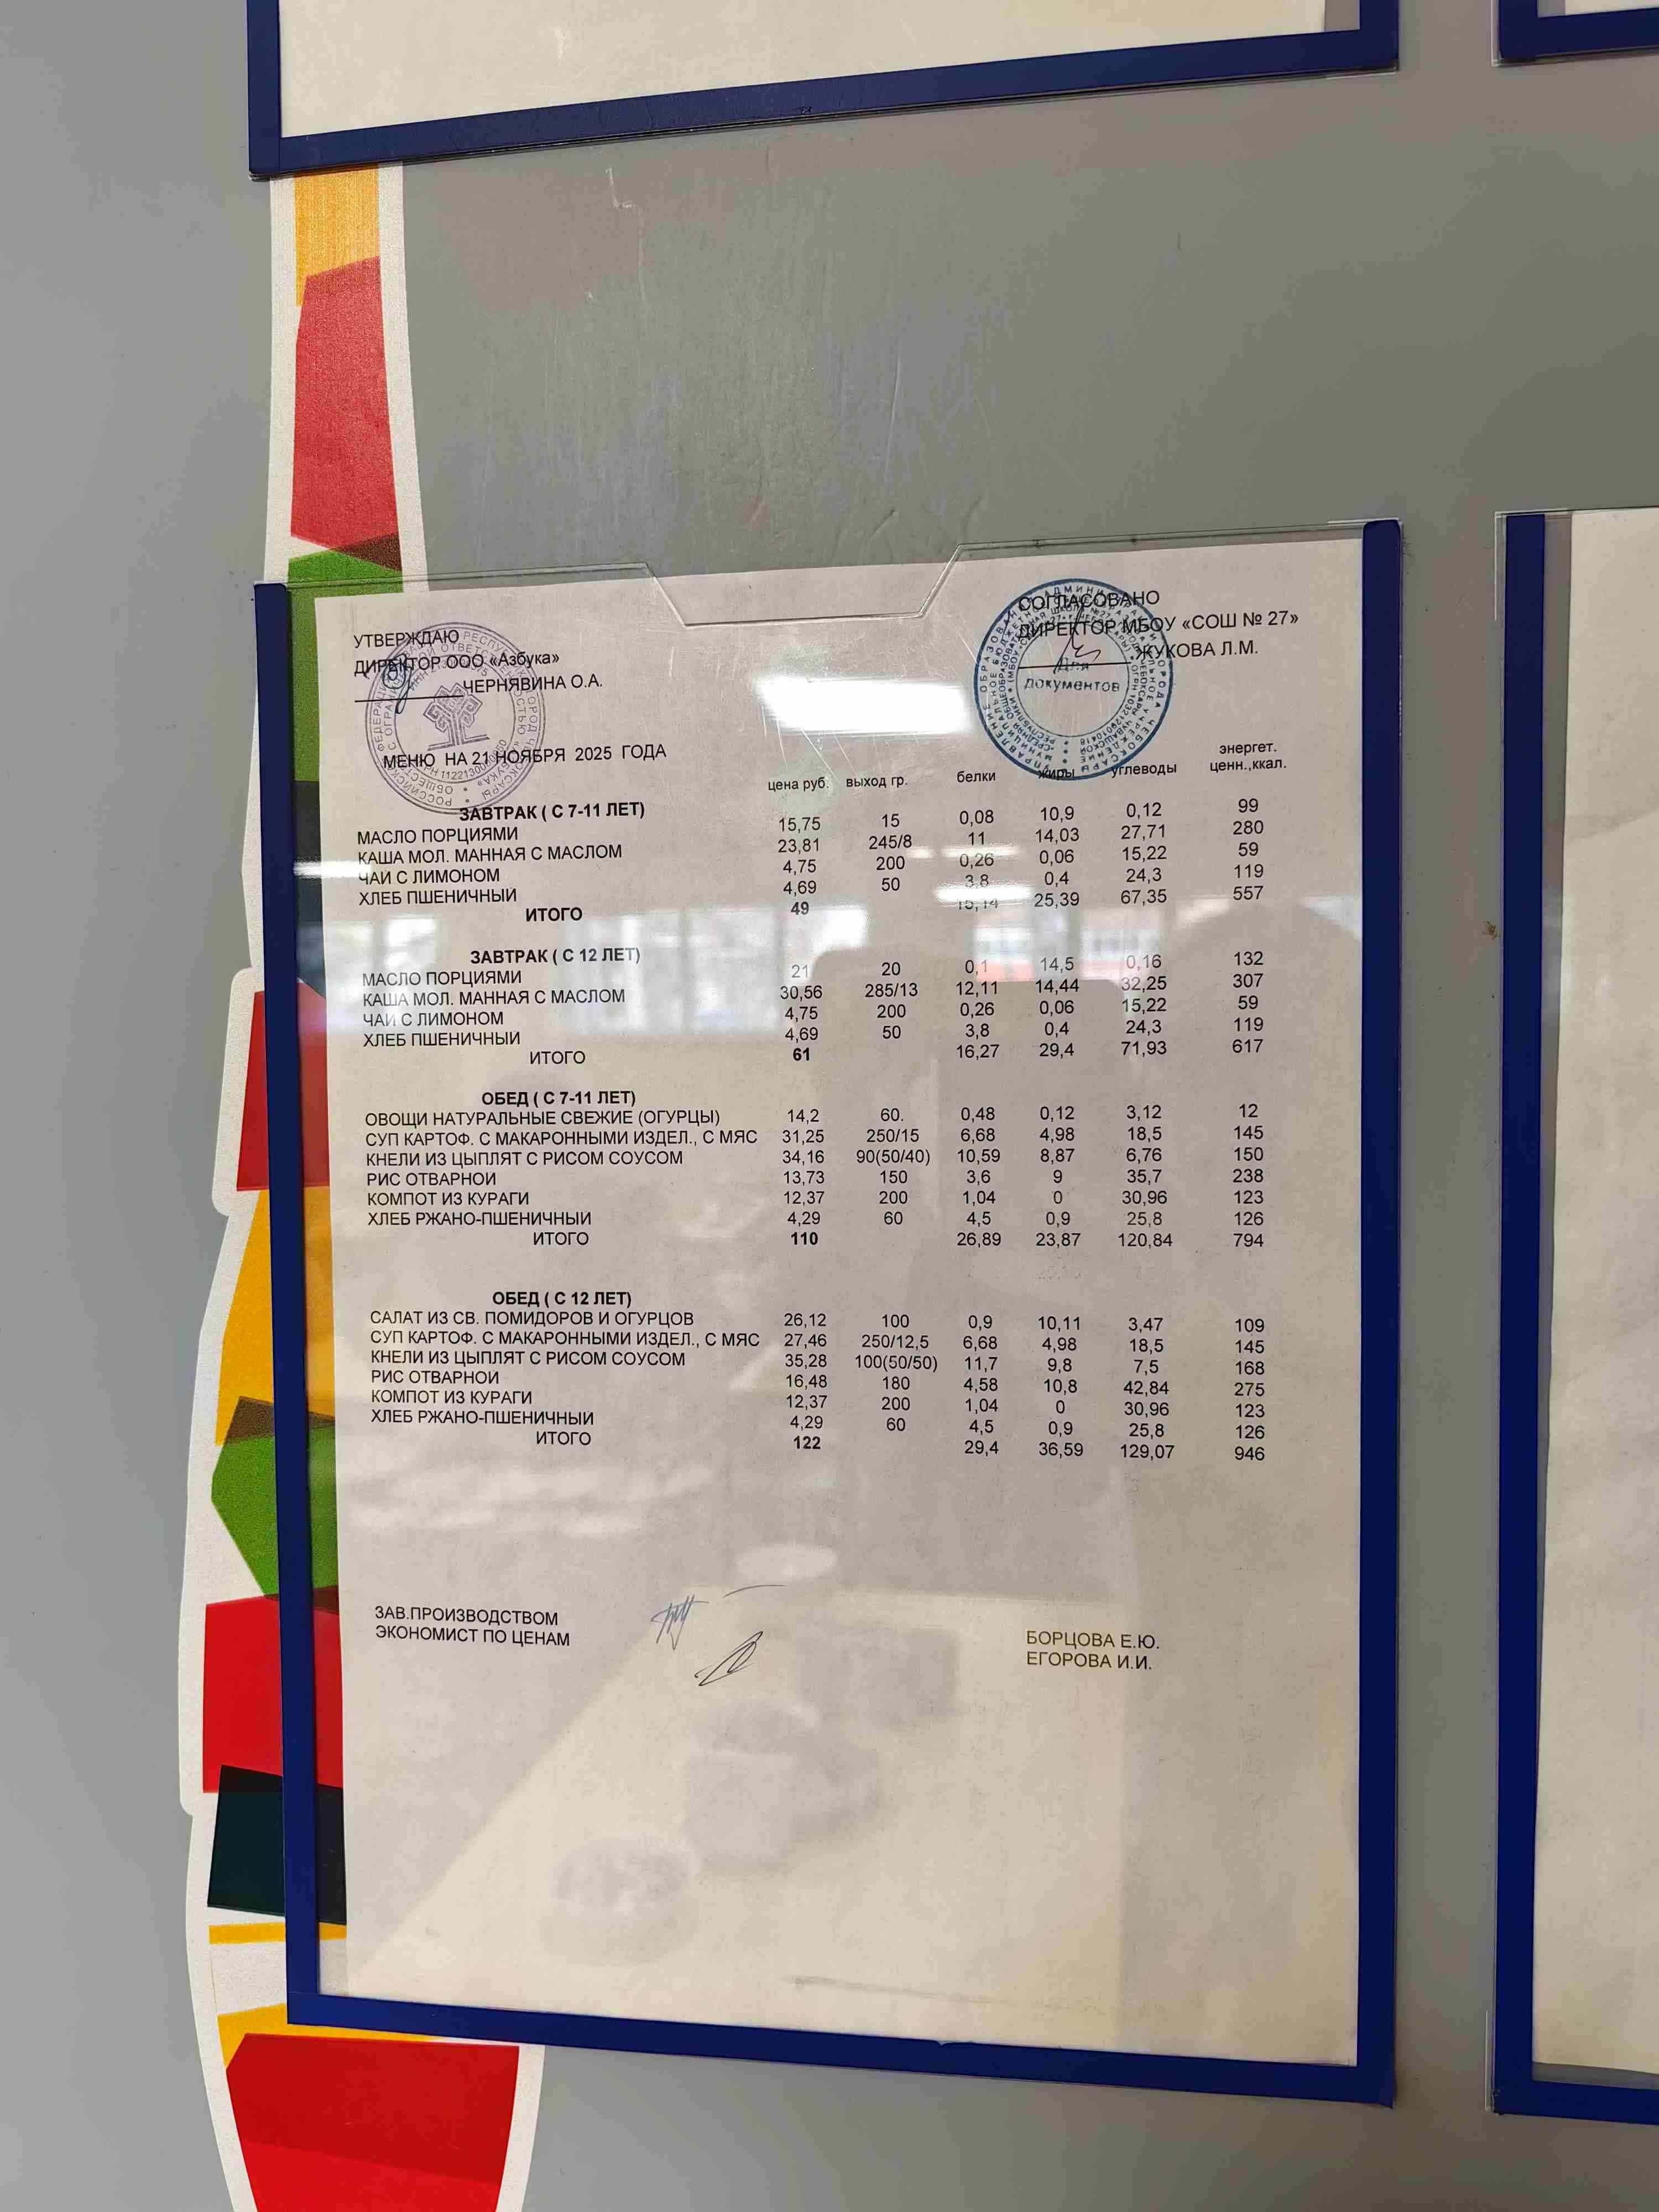 УТВЕРЖДАЮ
ДИРЕКТОР ООО «Азбука»
ЧЕРНЯВИНА О.А.
СОГЛАСОВАНО
ДИРЕКТОР МБОУ «СОШ № 27»
ЖУКОВА Л.М.
Для
документов
МЕНЮ НА 21 НОЯБРЯ 2025 ГОДА
цена руб. выход гр. белки жиры углеводы энергет. ценн.,ккал.
ЗАВТРАК ( С 7-11 ЛЕТ)
МАСЛО ПОРЦИЯМИ 15,75 15 0,08 10,9 0,12 99
КАША МОЛ. МАННАЯ С МАСЛОМ 23,81 245/8 11 14,03 27,71 280
ЧАЙ С ЛИМОНОМ 4,75 200 0,26 0,06 15,22 59
ХЛЕБ ПШЕНИЧНЫЙ 4,69 50 3,8 0,4 24,3 119
ИТОГО 49 15,14 25,39 67,35 557
ЗАВТРАК ( С 12 ЛЕТ)
МАСЛО ПОРЦИЯМИ 21 20 0,1 14,5 0,16 132
КАША МОЛ. МАННАЯ С МАСЛОМ 30,56 285/13 12,11 14,44 32,25 307
ЧАЙ С ЛИМОНОМ 4,75 200 0,26 0,06 15,22 59
ХЛЕБ ПШЕНИЧНЫЙ 4,69 50 3,8 0,4 24,3 119
ИТОГО 61 16,27 29,4 71,93 617
ОБЕД ( С 7-11 ЛЕТ)
ОВОЩИ НАТУРАЛЬНЫЕ СВЕЖИЕ (ОГУРЦЫ) 14,2 60. 0,48 0,12 3,12 12
СУП КАРТОФ. С МАКАРОННЫМИ ИЗДЕЛ., С МЯС 31,25 250/15 6,68 4,98 18,5 145
КНЕЛИ ИЗ ЦЫПЛЯТ С РИСОМ СОУСОМ 34,16 90(50/40) 10,59 8,87 6,76 150
РИС ОТВАРНОЙ 13,73 150 3,6 9 35,7 238
КОМПОТ ИЗ КУРАГИ 12,37 200 1,04 0 30,96 123
ХЛЕБ РЖАНО-ПШЕНИЧНЫЙ 4,29 60 4,5 0,9 25,8 126
ИТОГО 110 26,89 23,87 120,84 794
ОБЕД ( С 12 ЛЕТ)
САЛАТ ИЗ СВ. ПОМИДОРОВ И ОГУРЦОВ 26,12 100 0,9 10,11 3,47 109
СУП КАРТОФ. С МАКАРОННЫМИ ИЗДЕЛ., С МЯС 27,46 250/12,5 6,68 4,98 18,5 145
КНЕЛИ ИЗ ЦЫПЛЯТ С РИСОМ СОУСОМ 35,28 100(50/50) 11,7 9,8 7,5 168
РИС ОТВАРНОЙ 16,48 180 4,58 10,8 42,84 275
КОМПОТ ИЗ КУРАГИ 12,37 200 1,04 0 30,96 123
ХЛЕБ РЖАНО-ПШЕНИЧНЫЙ 4,29 60 4,5 0,9 25,8 126
ИТОГО 122 29,4 36,59 129,07 946
ЗАВ.ПРОИЗВОДСТВОМ БОРЦОВА Е.Ю.
ЭКОНОМИСТ ПО ЦЕНАМ ЕГОРОВА И.И.